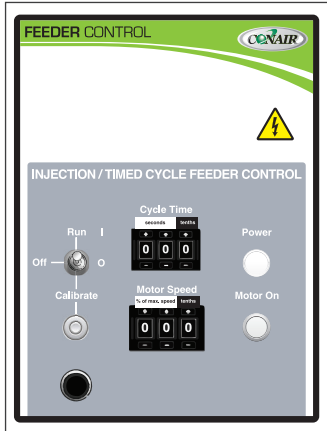 FEEDER CONTROL
CONAIR
INJECTION / TIMED CYCLE FEEDER CONTROL
Cycle Time
seconds tenths
+ + +
0 0 0
− − −
Run I
Off O
Calibrate
Power
Motor Speed
% of max. speed tenths
+ + +
0 0 0
− − −
Motor On